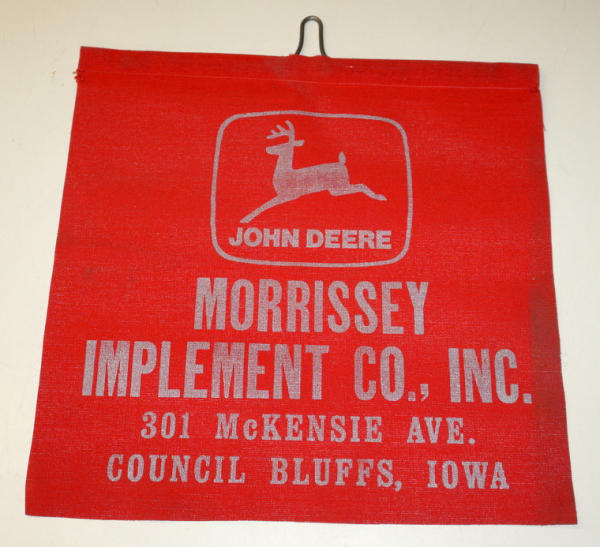 JOHN DEERE
MORRISSEY
IMPLEMENT CO., INC.
301 McKENSIE AVE.
COUNCIL BLUFFS, IOWA